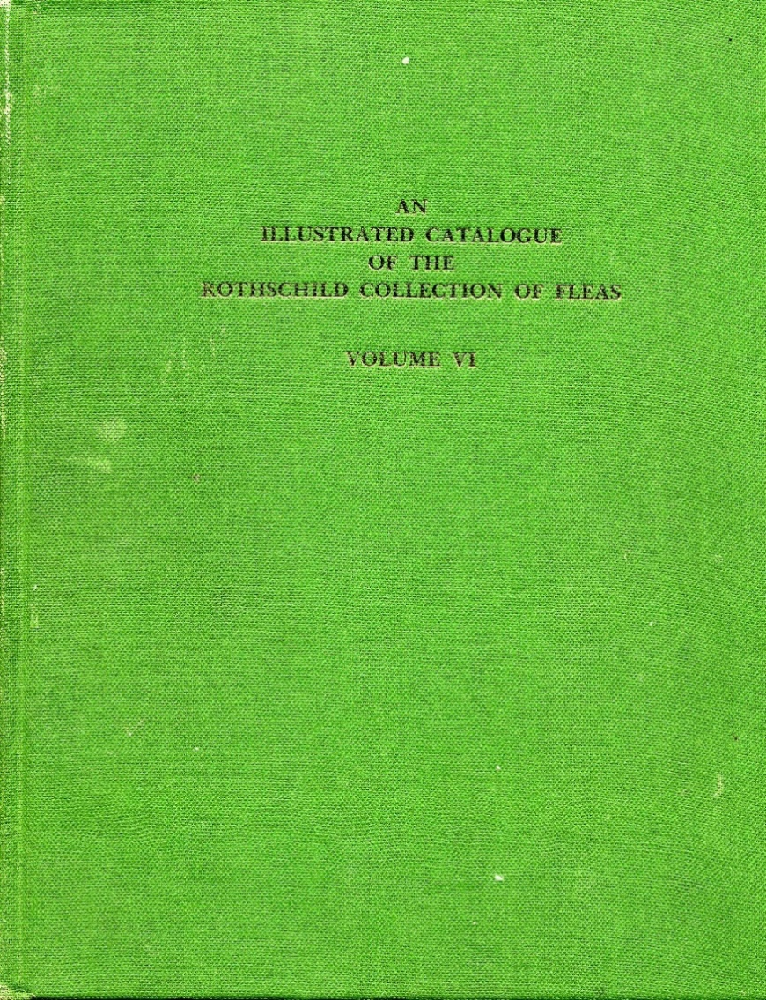 AN
ILLUSTRATED CATALOGUE
OF THE
ROTHSCHILD COLLECTION OF FLEAS
VOLUME VI